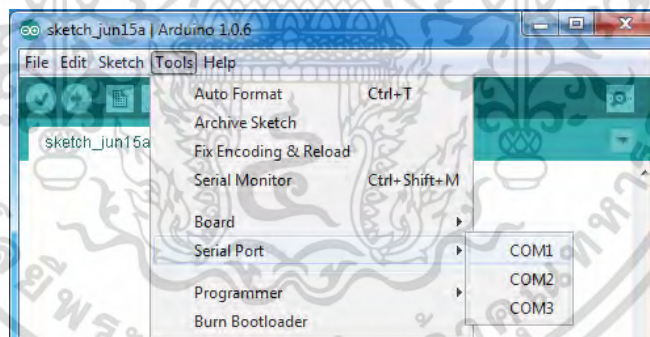 sketch_jun15a | Arduino 1.0.6
File Edit Sketch Tools Help
sketch_jun15a
Auto Format Ctrl+T
Archive Sketch
Fix Encoding & Reload
Serial Monitor Ctrl+Shift+M
Board
Serial Port
COM1
COM2
COM3
Programmer
Burn Bootloader